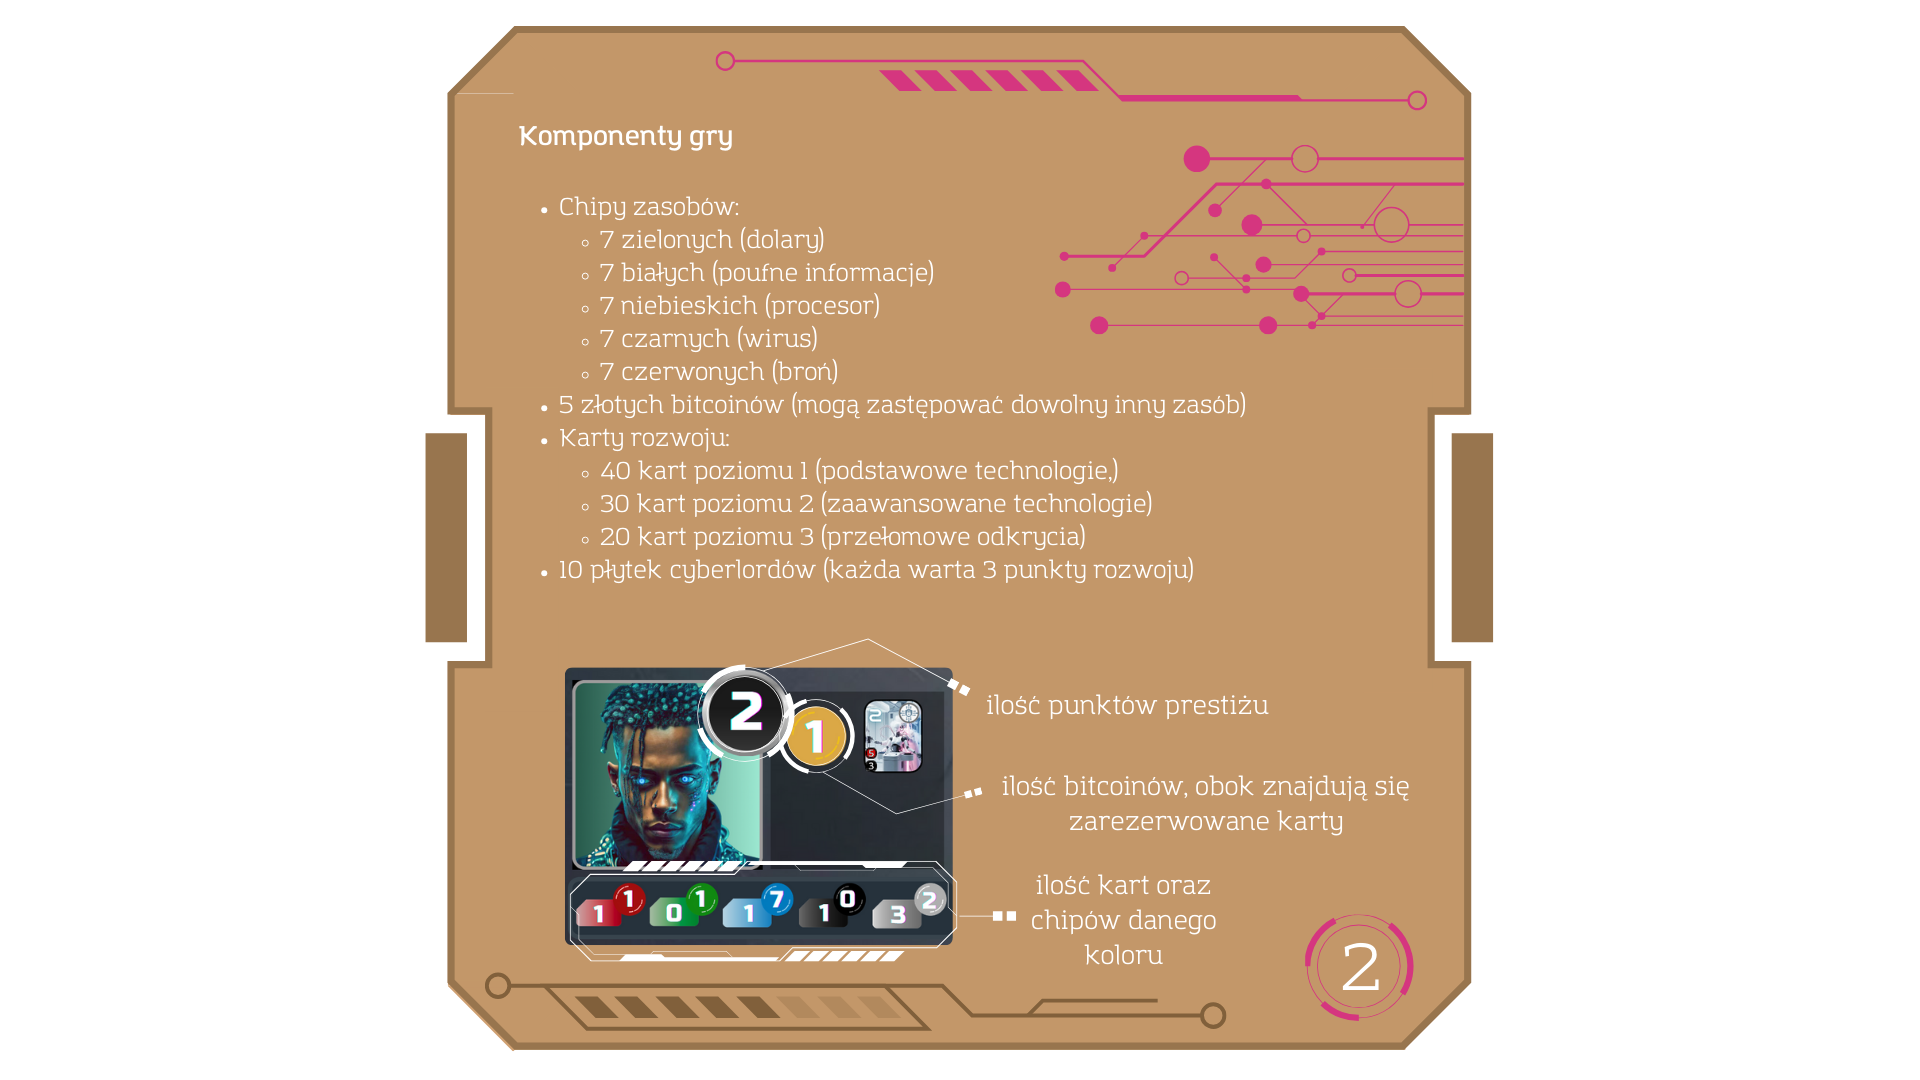 Komponenty gry
Chipy zasobów:
7 zielonych (dolary)
7 białych (poufne informacje)
7 niebieskich (procesor)
7 czarnych (wirus)
7 czerwonych (broń)
5 złotych bitcoinów (mogą zastępować dowolny inny zasób)
Karty rozwoju:
40 kart poziomu 1 (podstawowe technologie,)
30 kart poziomu 2 (zaawansowane technologie)
20 kart poziomu 3 (przełomowe odkrycia)
10 płytek cyberlordów (każda warta 3 punkty rozwoju)
2
1
2
5
3
ilość punktów prestiżu
ilość bitcoinów, obok znajdują się
zarezerwowane karty
1 1 0 1 1 7 1 0 3 2
ilość kart oraz
chipów danego
koloru
2